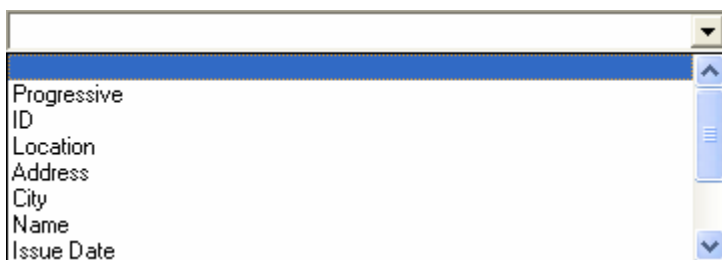 Progressive
ID
Location
Address
City
Name
Issue Date